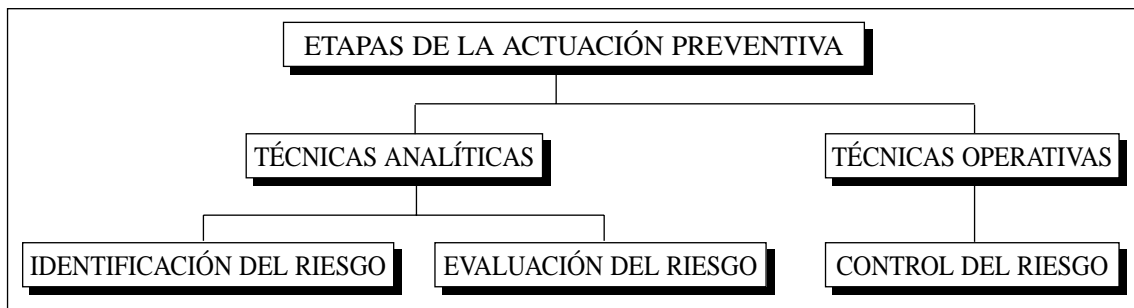 ETAPAS DE LA ACTUACIÓN PREVENTIVA
TÉCNICAS ANALÍTICAS
TÉCNICAS OPERATIVAS
IDENTIFICACIÓN DEL RIESGO
EVALUACIÓN DEL RIESGO
CONTROL DEL RIESGO